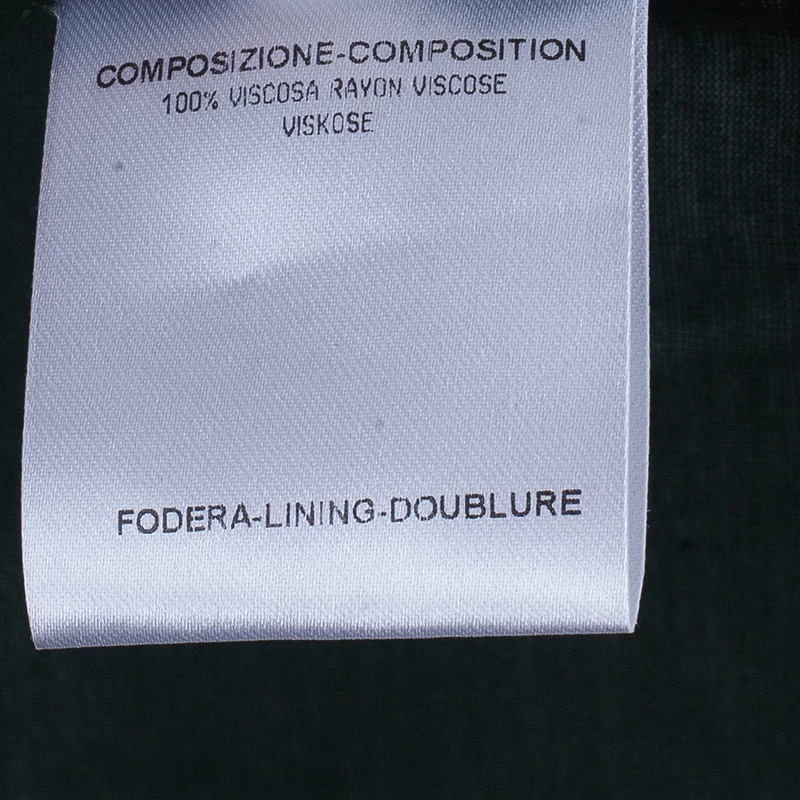 COMPOSIZIONE-COMPOSITION
100% VISCOSA RAYON VISCOSE
VISKOSE
FODERA-LINING-DOUBLURE